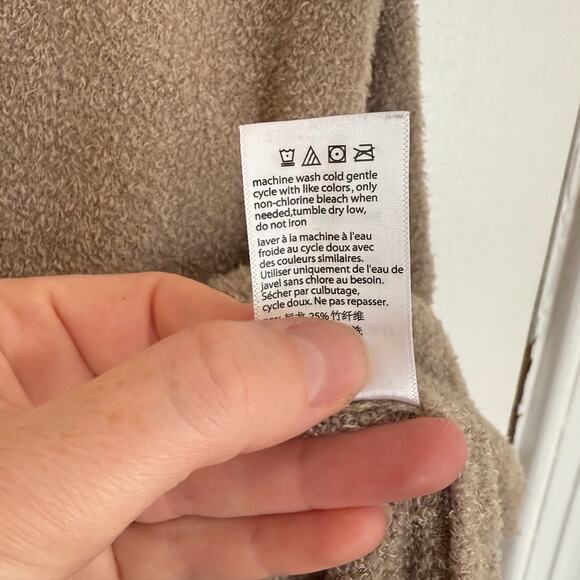 machine wash cold gentle
cycle with like colors, only
non-chlorine bleach when
needed,tumble dry low,
do not iron
laver à la machine à l'eau
froide au cycle doux avec
des couleurs similaires.
Utiliser uniquement de l'eau de
javel sans chlore au besoin.
Sécher par culbutage,
cycle doux. Ne pas repasser.
25%竹纤维